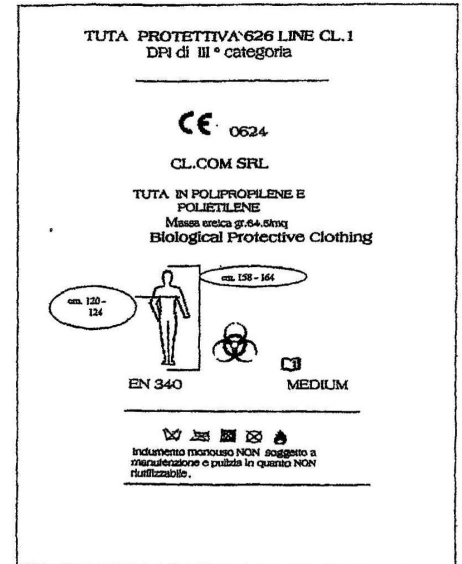 TUTA PROTETTIVA 626 LINE CL.1
DPI di III° categoria
CE 0624
CL.COM SRL
TUTA IN POLIPROPILENE E
POLIETILENE
Massa areica gr.64.5/mq
Biological Protective Clothing
cm. 158 - 164
cm. 120 -
124
EN 340
MEDIUM
Indumento monouso NON soggetto a
manutenzione e pulizia in quanto NON
riutilizzabile.